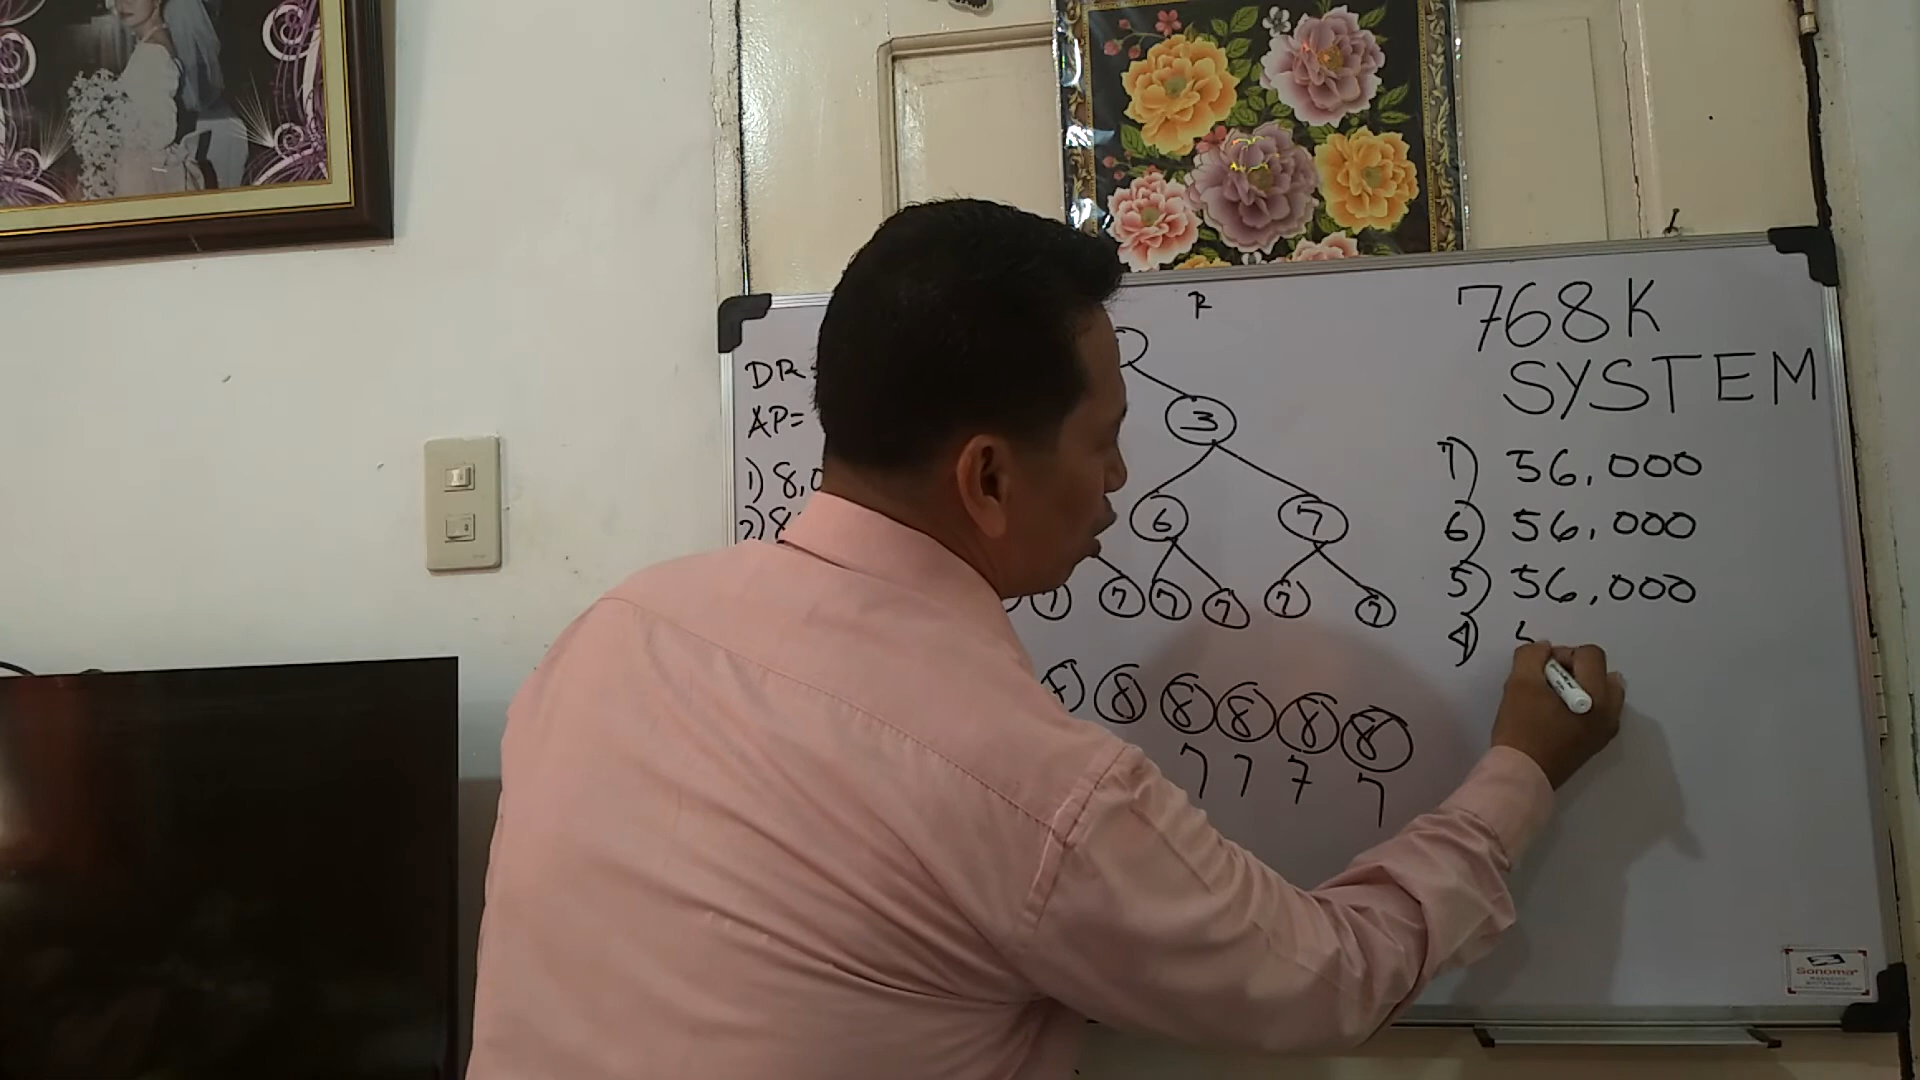 R
768K
SYSTEM
DR
AP=
1) 8,0
2) 8
3
6 7
7 7 7 7 7 7
8 8 8 8 8
7 7 7 7
7) 56,000
6) 56,000
5) 56,000
4) 5
Sonoma